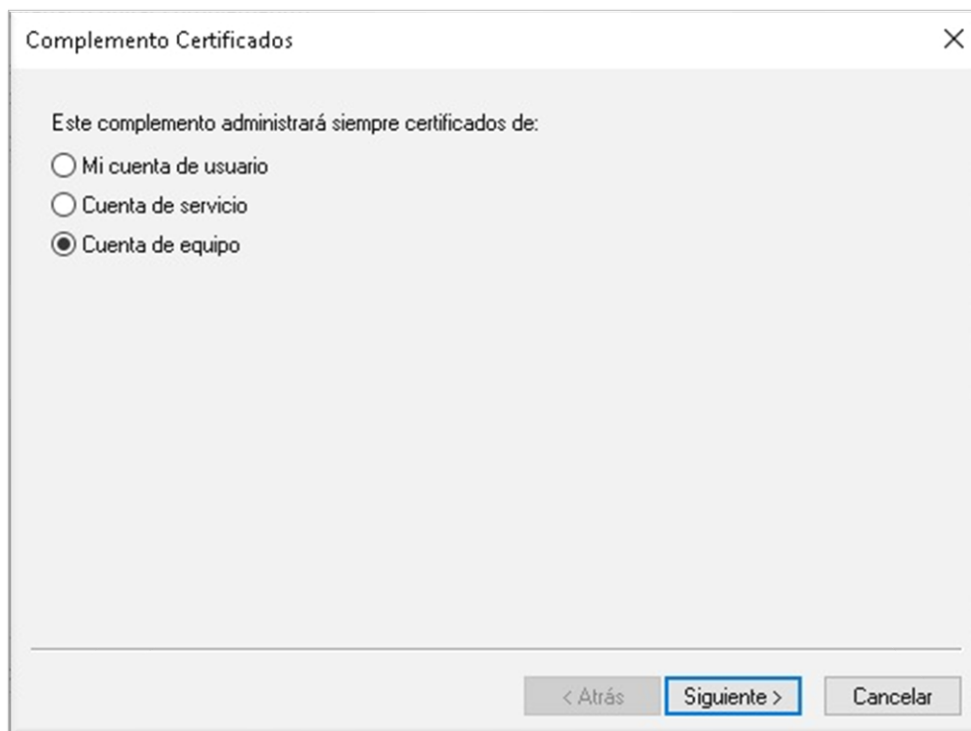 Complemento Certificados
Este complemento administrará siempre certificados de:
Mi cuenta de usuario
Cuenta de servicio
Cuenta de equipo
< Atrás Siguiente > Cancelar